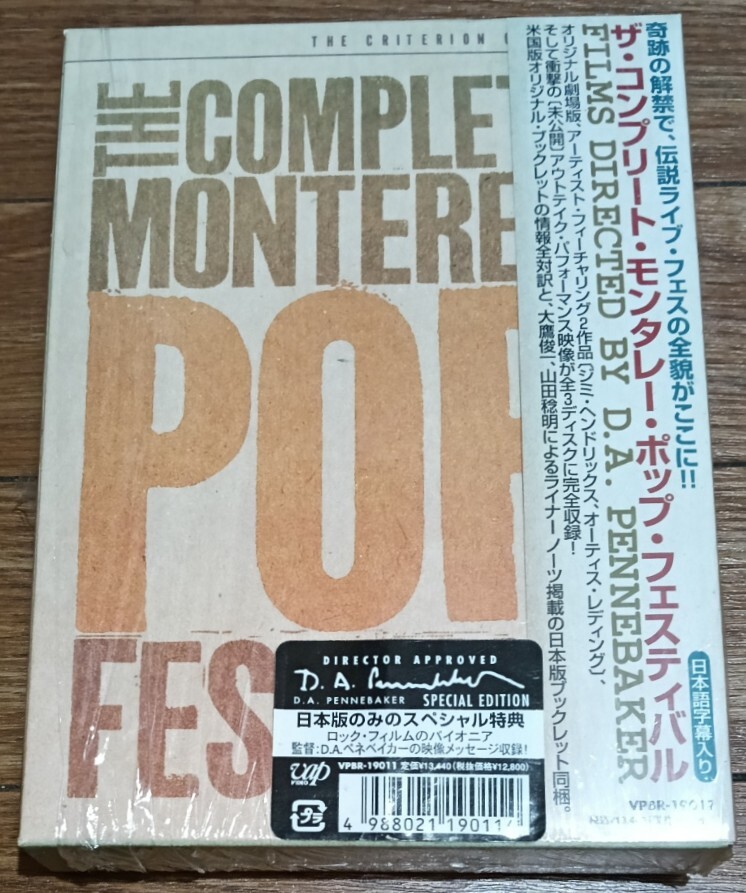 THE CRITERION
THE COMPLET
MONTERE
POP
FES
奇跡の解禁で、伝説ライブ・フェスの全貌がここに!!
ザ・コンプリート・モンタレー・ポップ・フェスティバル
FILMS DIRECTED BY D.A. PENNEBAKER
オリジナル劇場版、アーティスト・フィーチャリング2作品(ジミ・ヘンドリックス、オーティス・レディング)、
そして衝撃の〔未公開〕アウトテイク・パフォーマンス映像が全3ディスクに完全収録!
米国版オリジナル・ブックレットの情報全対訳と、大鷹俊一、山田稔明によるライナーノーツ掲載の日本版ブックレット同梱。
日本語字幕入り
VPBR-19011
DIRECTOR APPROVED
D. A. Pennebaker
D.A. PENNEBAKER SPECIAL EDITION
日本版のみのスペシャル特典
ロック・フィルムのパイオニア
監督:D.A.ペネベイカーの映像メッセージ収録!
vap
VIDEO
VPBR-19011 定価¥13,440(税抜価格¥12,800)
プラ
4 988021 190114